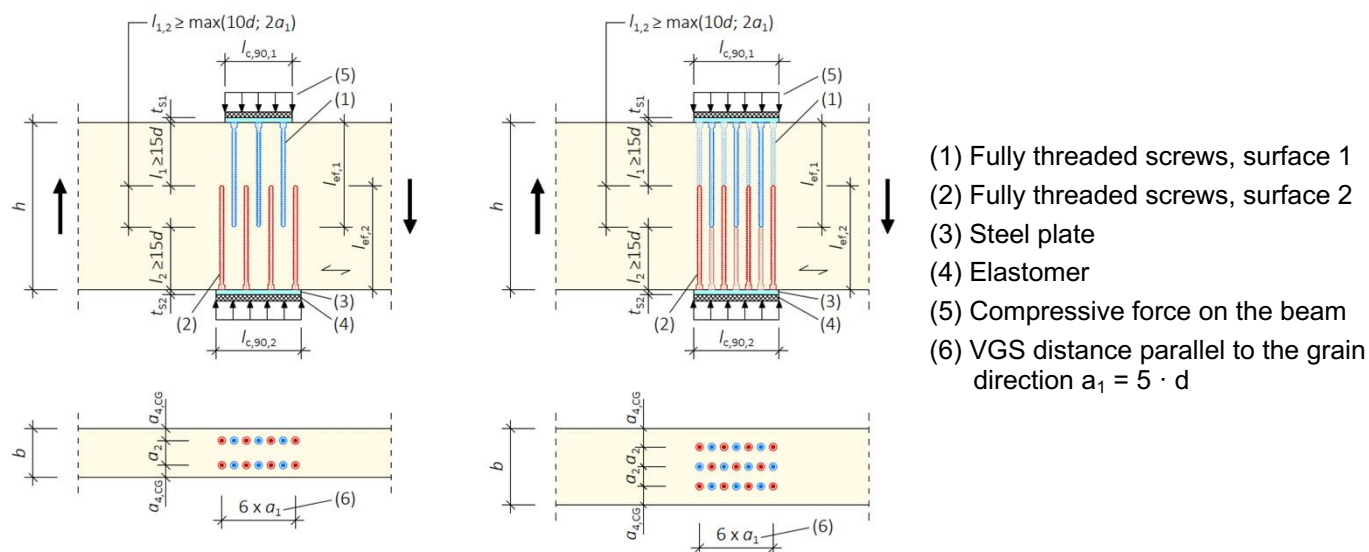 l1,2 ≥ max(10d; 2a1)
lc,90,1
(5)
(1)
tS1
l1 ≥15d
lef,1
h
l2 ≥15d
lef,2
tS2
(3)
(2)
(4)
lc,90,2
a4,CG
b
a2
a4,CG
6 x a1
(6)
l1,2 ≥ max(10d; 2a1)
lc,90,1
(5)
(1)
tS1
l1 ≥15d
lef,1
h
l2 ≥15d
lef,2
tS2
(3)
(2)
(4)
lc,90,2
a4,CG
b
a2
a2
a4,CG
6 x a1
(6)
(1) Fully threaded screws, surface 1
(2) Fully threaded screws, surface 2
(3) Steel plate
(4) Elastomer
(5) Compressive force on the beam
(6) VGS distance parallel to the grain
direction a1 = 5 · d